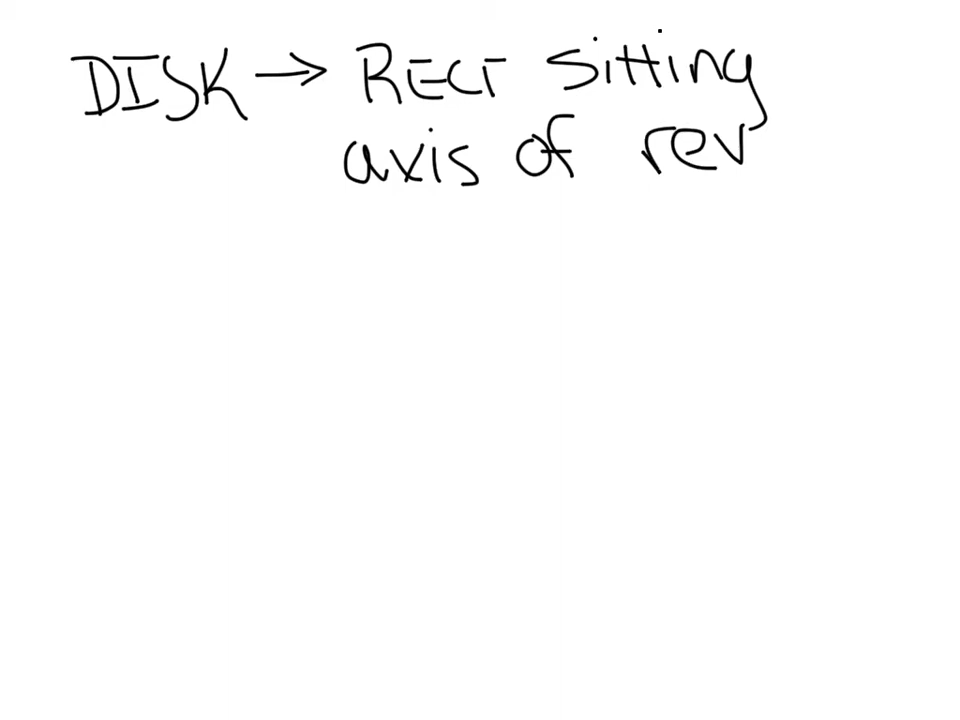 DISK → RECT sitting
axis of rev